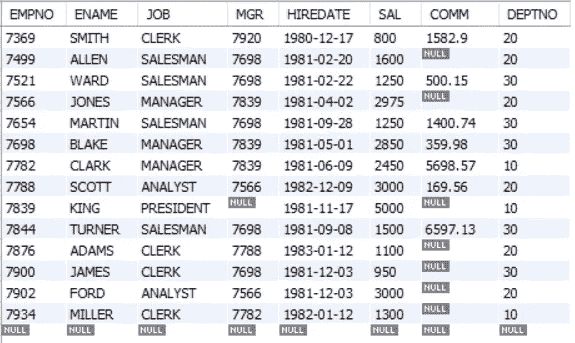 EMPNO ENAME JOB MGR HIREDATE SAL COMM DEPTNO
7369 SMITH CLERK 7920 1980-12-17 800 1582.9 20
7499 ALLEN SALESMAN 7698 1981-02-20 1600 NULL 20
7521 WARD SALESMAN 7698 1981-02-22 1250 500.15 30
7566 JONES MANAGER 7839 1981-04-02 2975 NULL 20
7654 MARTIN SALESMAN 7698 1981-09-28 1250 1400.74 30
7698 BLAKE MANAGER 7839 1981-05-01 2850 359.98 30
7782 CLARK MANAGER 7839 1981-06-09 2450 5698.57 10
7788 SCOTT ANALYST 7566 1982-12-09 3000 169.56 20
7839 KING PRESIDENT NULL 1981-11-17 5000 NULL 10
7844 TURNER SALESMAN 7698 1981-09-08 1500 6597.13 30
7876 ADAMS CLERK 7788 1983-01-12 1100 NULL 20
7900 JAMES CLERK 7698 1981-12-03 950 NULL 30
7902 FORD ANALYST 7566 1981-12-03 3000 NULL 20
7934 MILLER CLERK 7782 1982-01-12 1300 NULL 10
NULL NULL NULL NULL NULL NULL NULL NULL